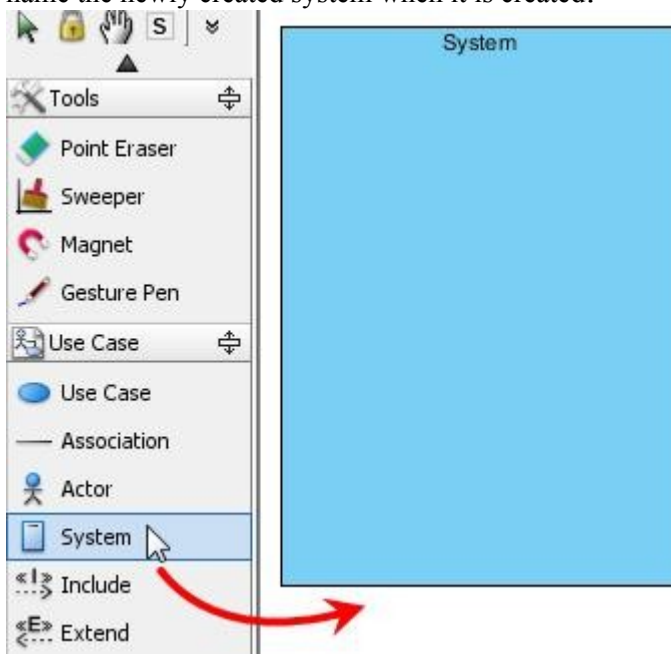 name the newly created system when it is created.
S
System
Tools
Point Eraser
Sweeper
Magnet
Gesture Pen
Use Case
Use Case
Association
Actor
System
«I» Include
«E» Extend